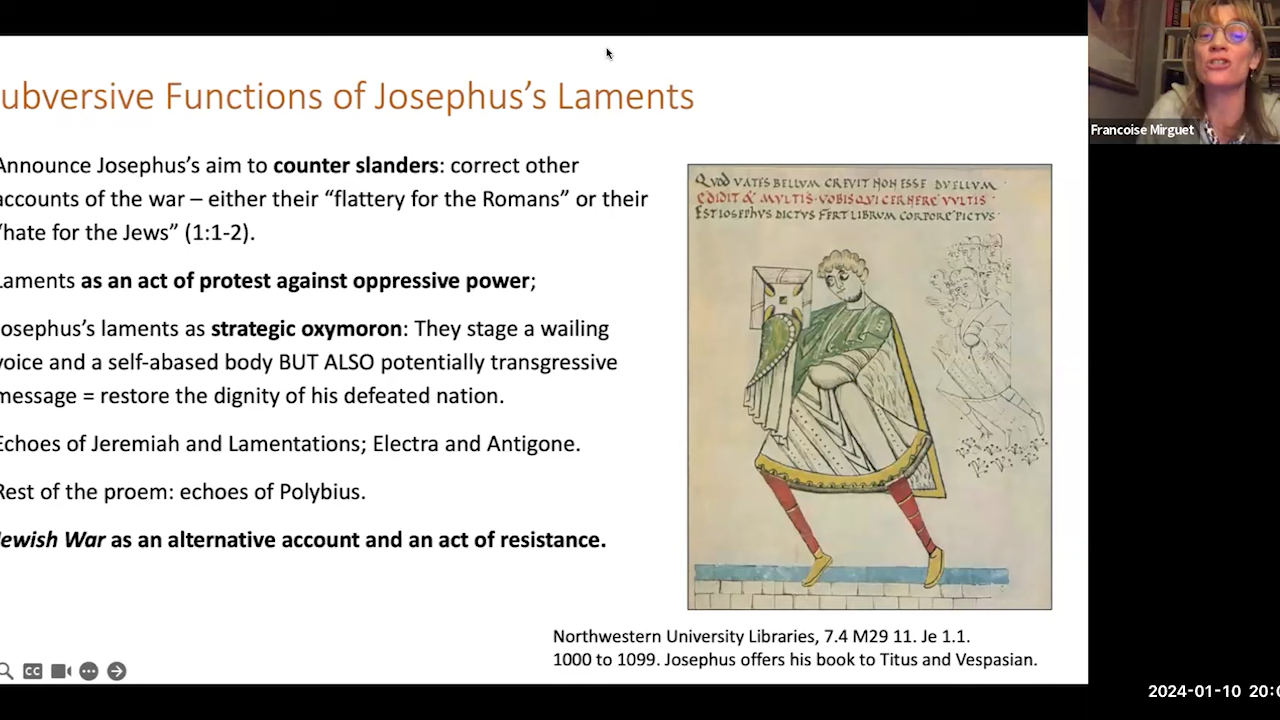 ubversive Functions of Josephus's Laments
Announce Josephus's aim to counter slanders: correct other
accounts of the war – either their “flattery for the Romans” or their
“hate for the Jews” (1:1-2).
Laments as an act of protest against oppressive power;
osephus's laments as strategic oxymoron: They stage a wailing
voice and a self-abased body BUT ALSO potentially transgressive
message = restore the dignity of his defeated nation.
Echoes of Jeremiah and Lamentations; Electra and Antigone.
Rest of the proem: echoes of Polybius.
Jewish War as an alternative account and an act of resistance.
QVOD VATES BELLVM CREVIT NON ESSE DVELLVM
EDIDIT & MVLTIS VOBIS QVI CERNERE VVLTIS
EST IOSEPHVS DICTVS FERT LIBRVM CORPORE PICTVS
Northwestern University Libraries, 7.4 M29 11. Je 1.1.
1000 to 1099. Josephus offers his book to Titus and Vespasian.
CC
Francoise Mirguet
2024-01-10 20:0